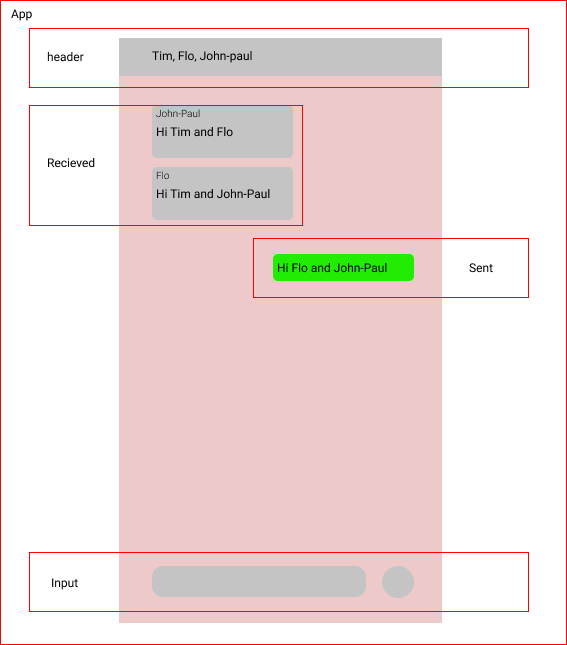 App
header
Tim, Flo, John-paul
John-Paul
Hi Tim and Flo
Recieved
Flo
Hi Tim and John-Paul
Hi Flo and John-Paul
Sent
Input